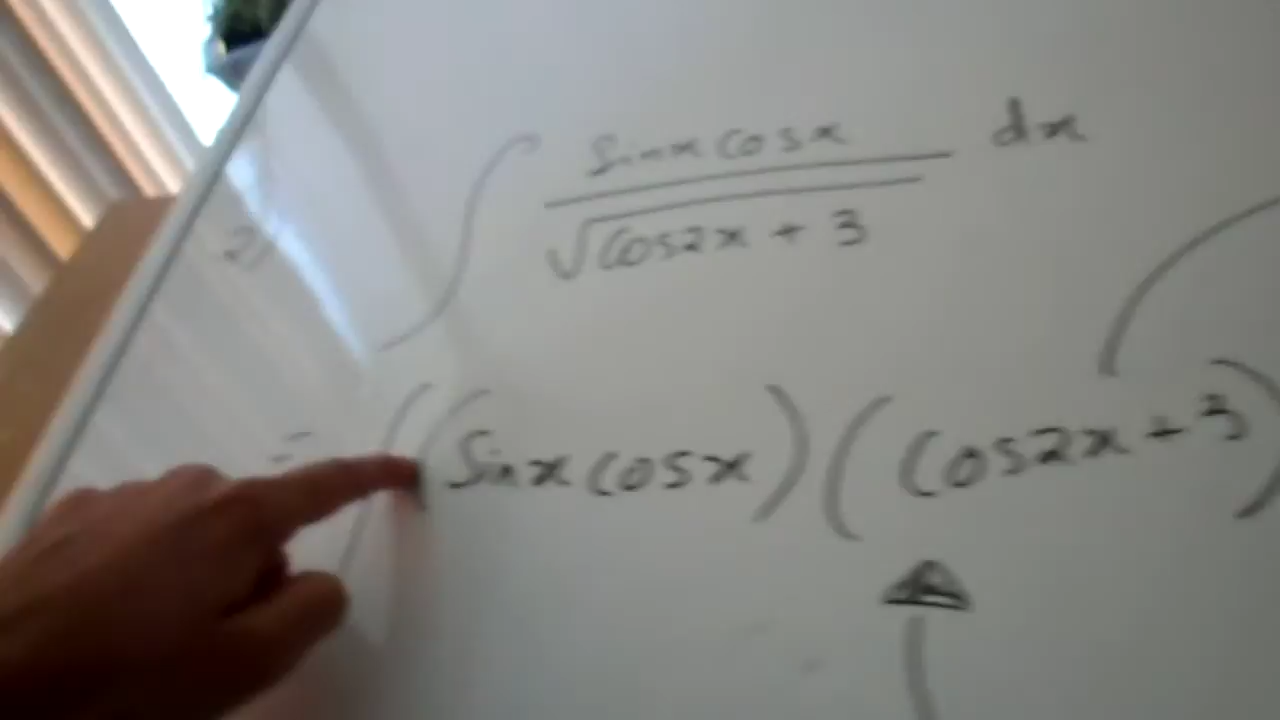 2) ∫ sinx cosx / √cos2x + 3 dx
= ∫ (Sinx cosx) (cos2x + 3)